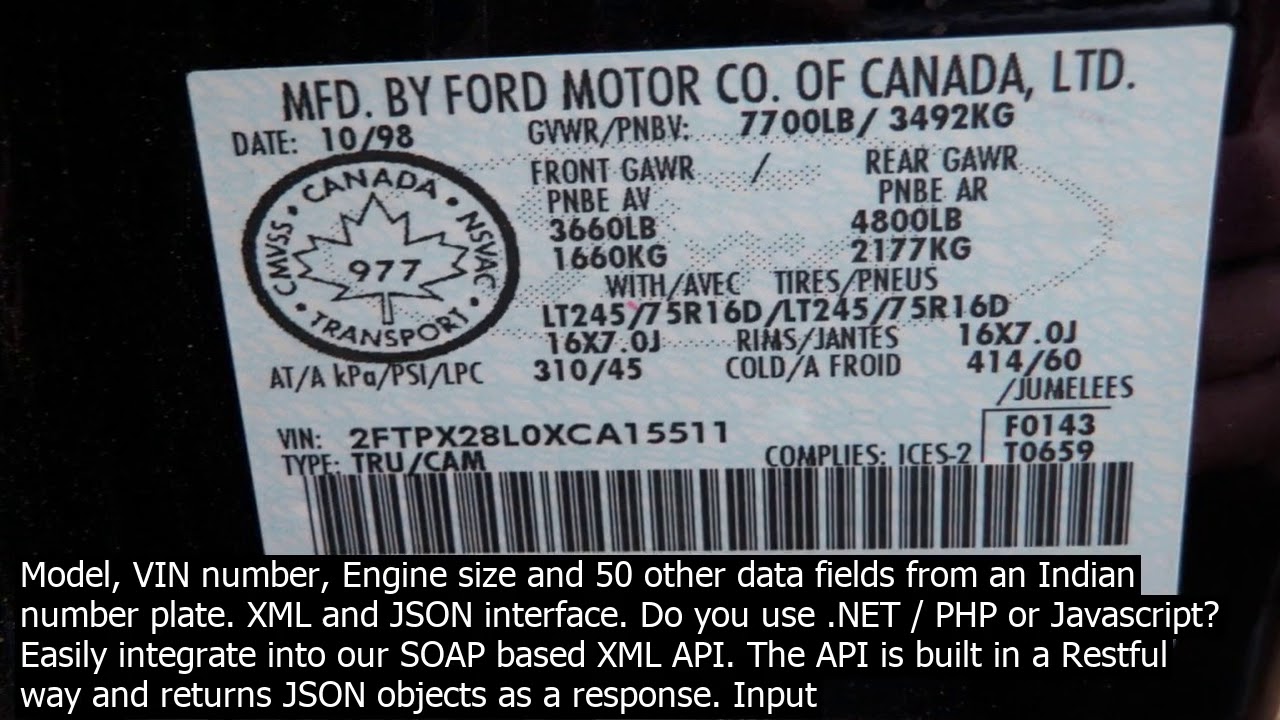 MFD. BY FORD MOTOR CO. OF CANADA, LTD.
DATE: 10/98 GVWR/PNBV: 7700LB/ 3492KG
FRONT GAWR / REAR GAWR
PNBE AV PNBE AR
3660LB 4800LB
1660KG 2177KG
WITH/AVEC TIRES/PNEUS
LT245/75R16D/LT245/75R16D
16X7.0J RIMS/JANTES 16X7.0J
AT/A kPa/PSI/LPC 310/45 COLD/A FROID 414/60
/JUMELEES
CANADA • NSVAC • TRANSPORT • CMVSS •
977
VIN: 2FTPX28L0XCA15511 F0143
TYPE: TRU/CAM COMPLIES: ICES-2 T0659
Model, VIN number, Engine size and 50 other data fields from an Indian
number plate. XML and JSON interface. Do you use .NET / PHP or Javascript?
Easily integrate into our SOAP based XML API. The API is built in a Restful
way and returns JSON objects as a response. Input